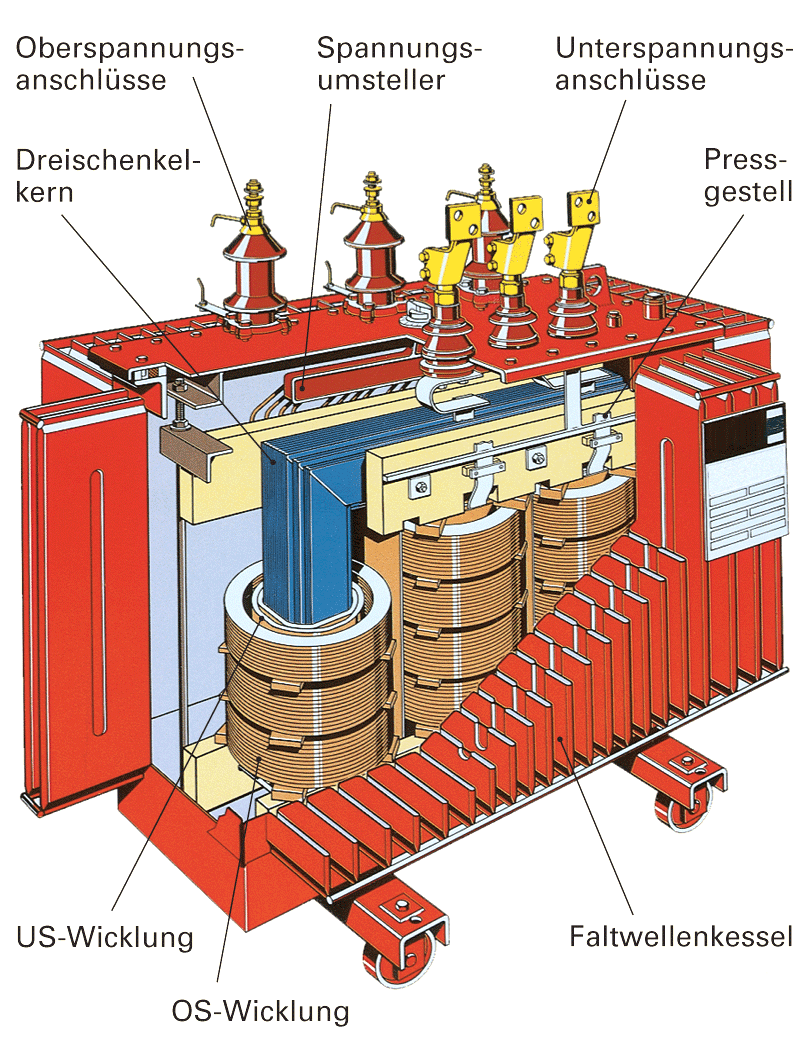 Oberspannungs-
anschlüsse
Spannungs-
umsteller
Unterspannungs-
anschlüsse
Dreischenkel-
kern
Press-
gestell
US-Wicklung
Faltwellenkessel
OS-Wicklung